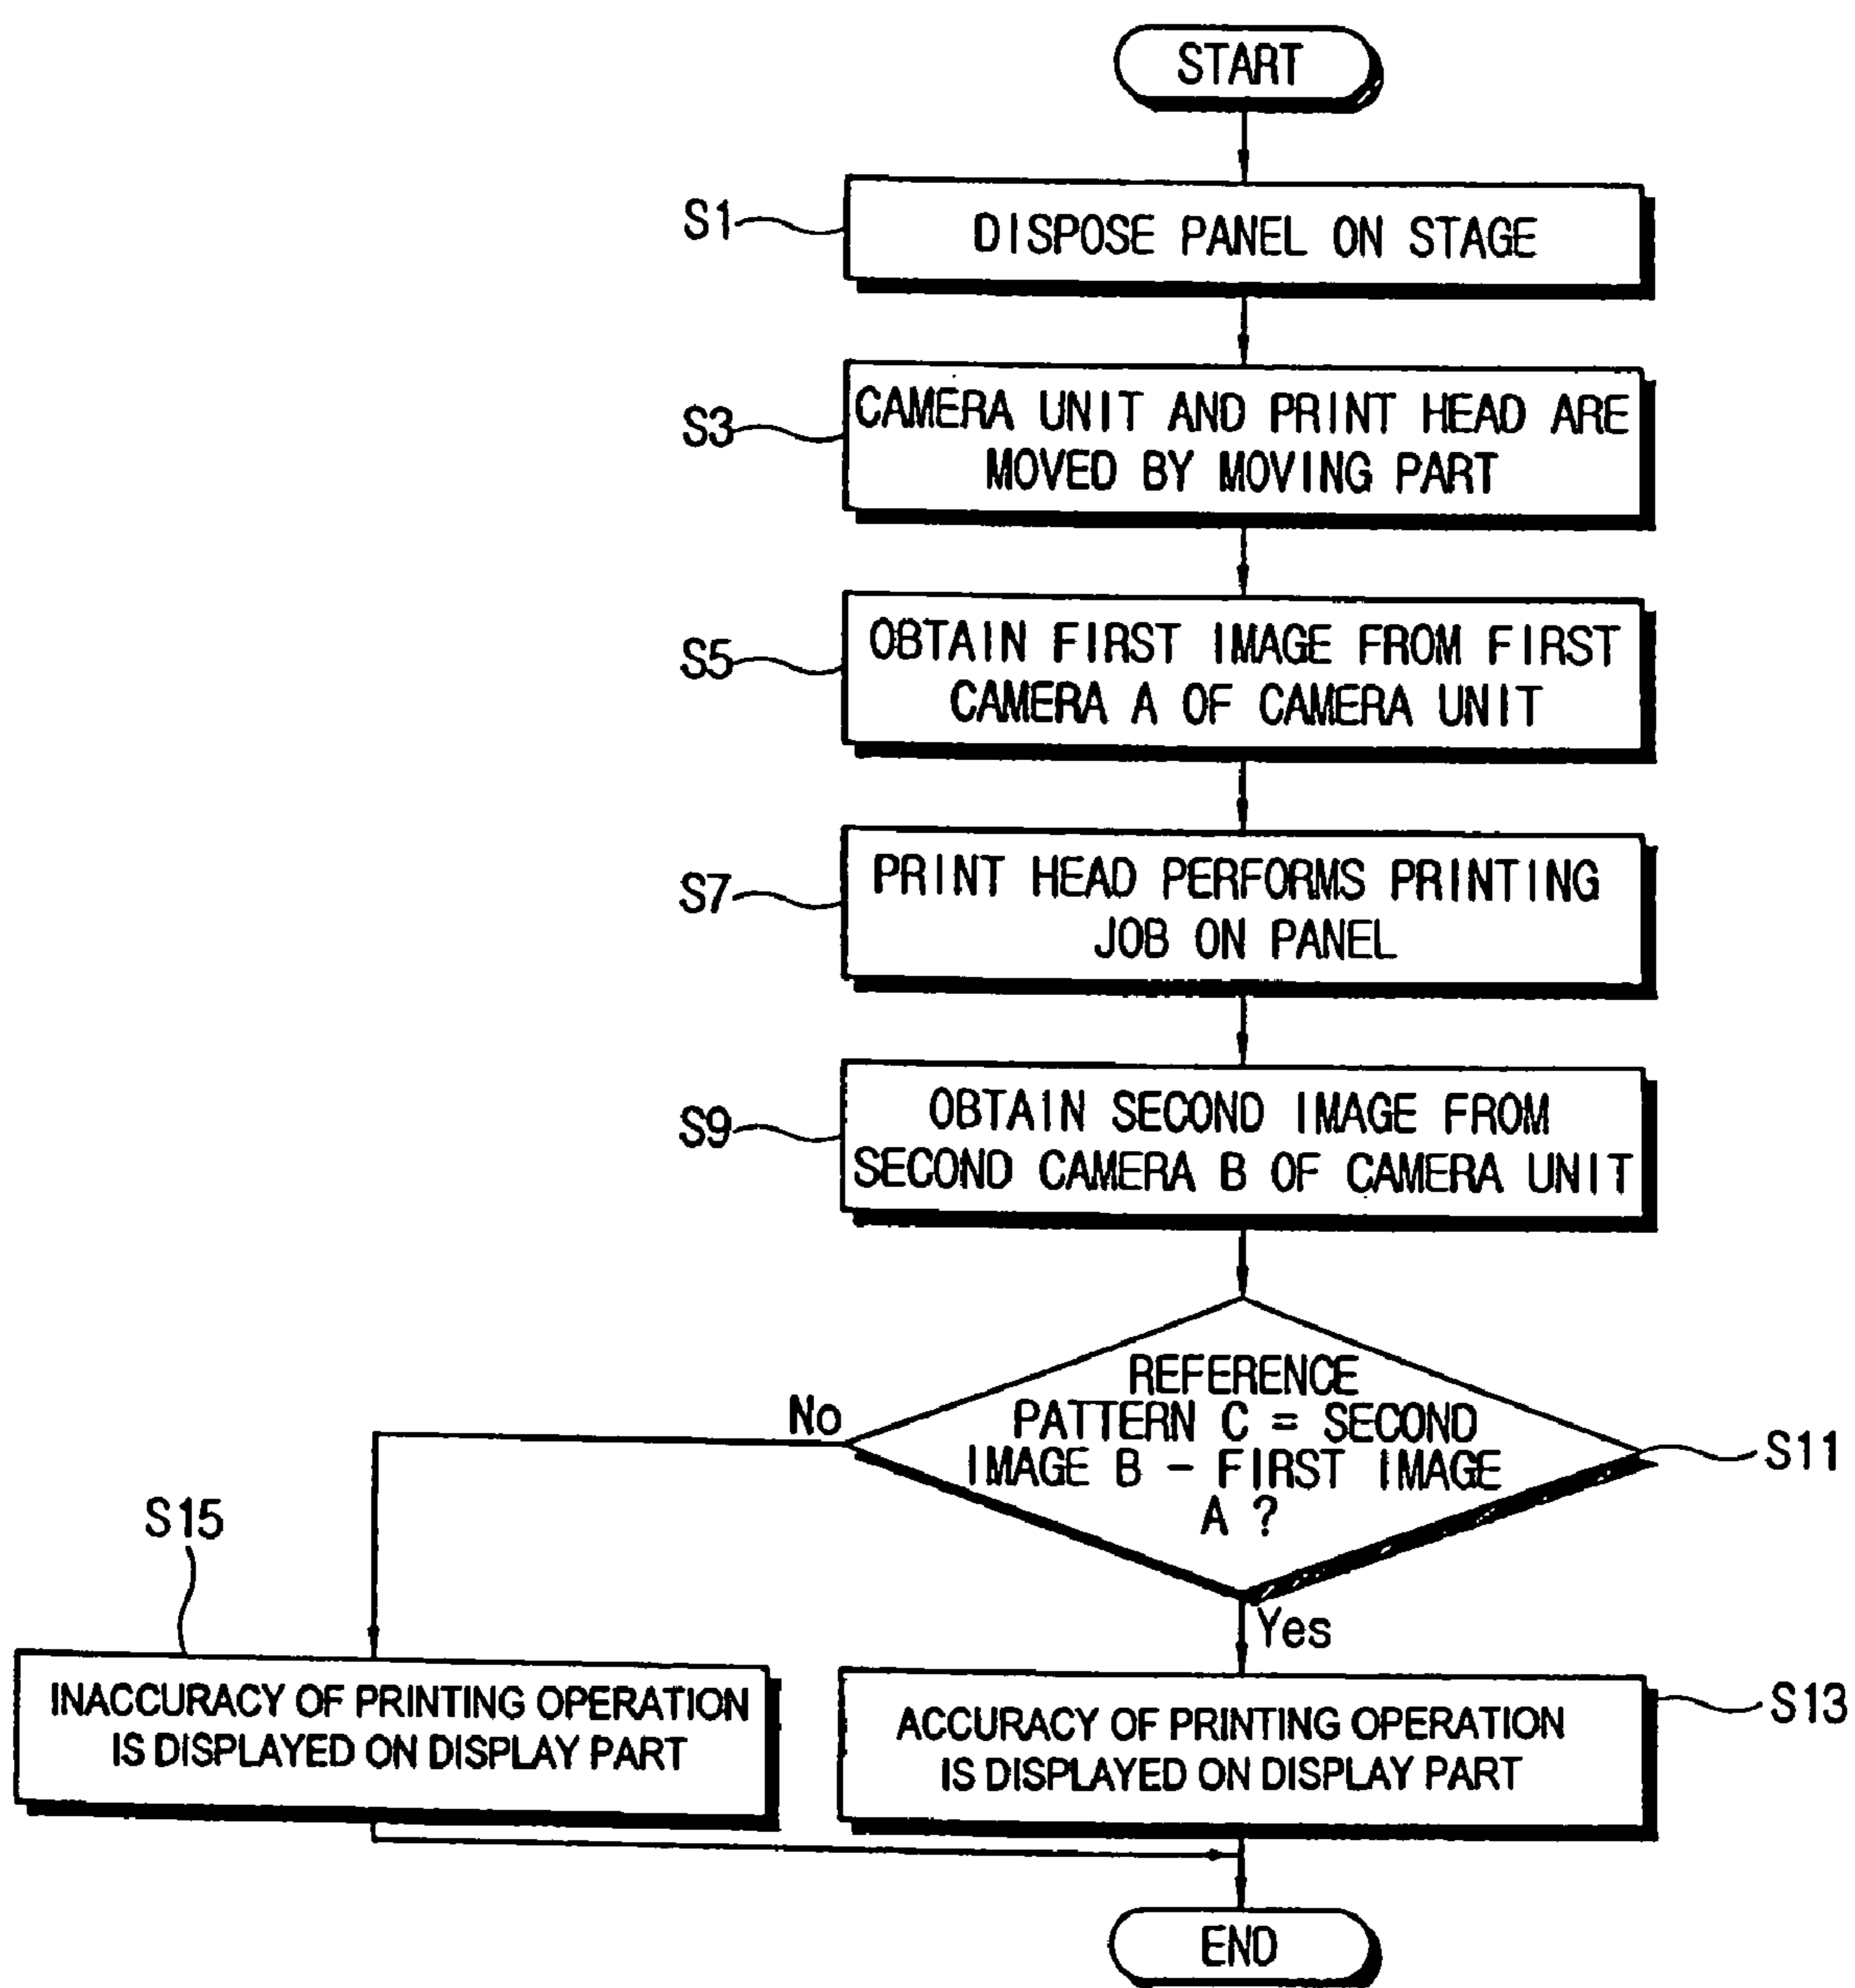 START
S1
DISPOSE PANEL ON STAGE
S3
CAMERA UNIT AND PRINT HEAD ARE
MOVED BY MOVING PART
S5
OBTAIN FIRST IMAGE FROM FIRST
CAMERA A OF CAMERA UNIT
S7
PRINT HEAD PERFORMS PRINTING
JOB ON PANEL
S9
OBTAIN SECOND IMAGE FROM
SECOND CAMERA B OF CAMERA UNIT
REFERENCE
PATTERN C = SECOND
IMAGE B - FIRST IMAGE
A ?
S11
No
Yes
S15
INACCURACY OF PRINTING OPERATION
IS DISPLAYED ON DISPLAY PART
S13
ACCURACY OF PRINTING OPERATION
IS DISPLAYED ON DISPLAY PART
END